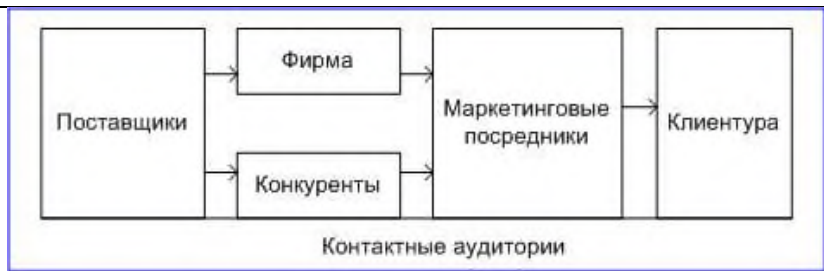 Поставщики
Фирма
Конкуренты
Маркетинговые
посредники
Клиентура
Контактные аудитории